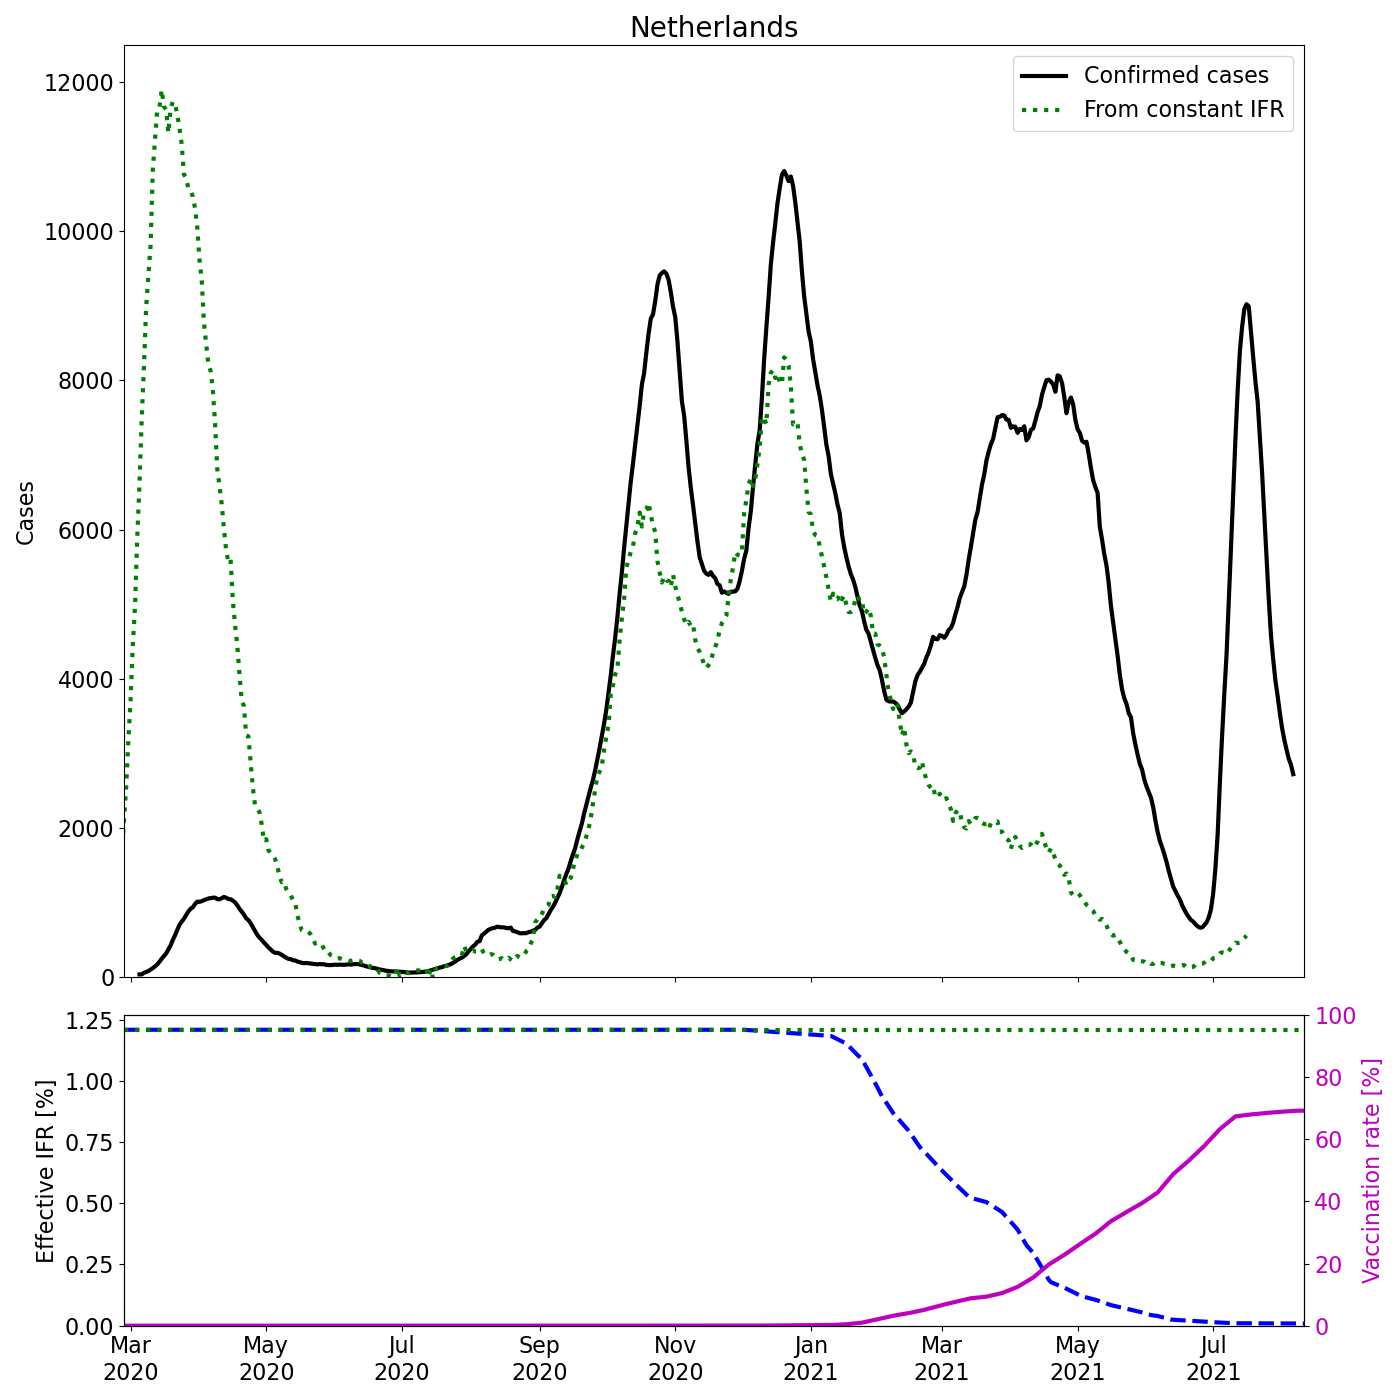 Netherlands
Confirmed cases
From constant IFR
12000
10000
8000
6000
4000
2000
0
Cases
1.25
1.00
0.75
0.50
0.25
0.00
Effective IFR [%]
100
80
60
40
20
0
Vaccination rate [%]
Mar May Jul Sep Nov Jan Mar May Jul
2020 2020 2020 2020 2020 2021 2021 2021 2021